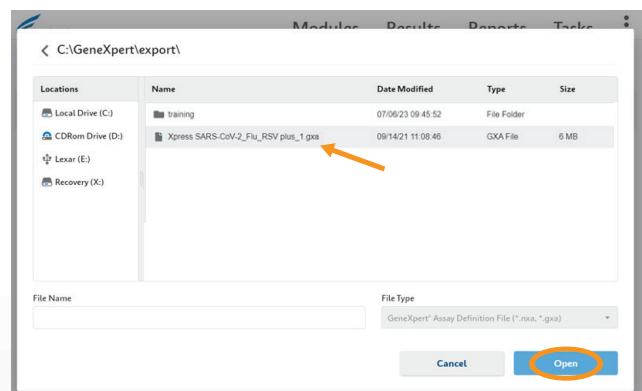 Modules Results Reports Tasks
C:\GeneXpert\export\
Locations Name Date Modified Type Size
Local Drive (C:) training 07/06/23 09:45:52 File Folder
CDRom Drive (D:) Xpress SARS-CoV-2_Flu_RSV plus_1.gxa 09/14/21 11:08:46 GXA File 6 MB
Lexar (E:)
Recovery (X:)
File Name File Type
GeneXpert® Assay Definition File (*.nxa, *.gxa)
Cancel Open